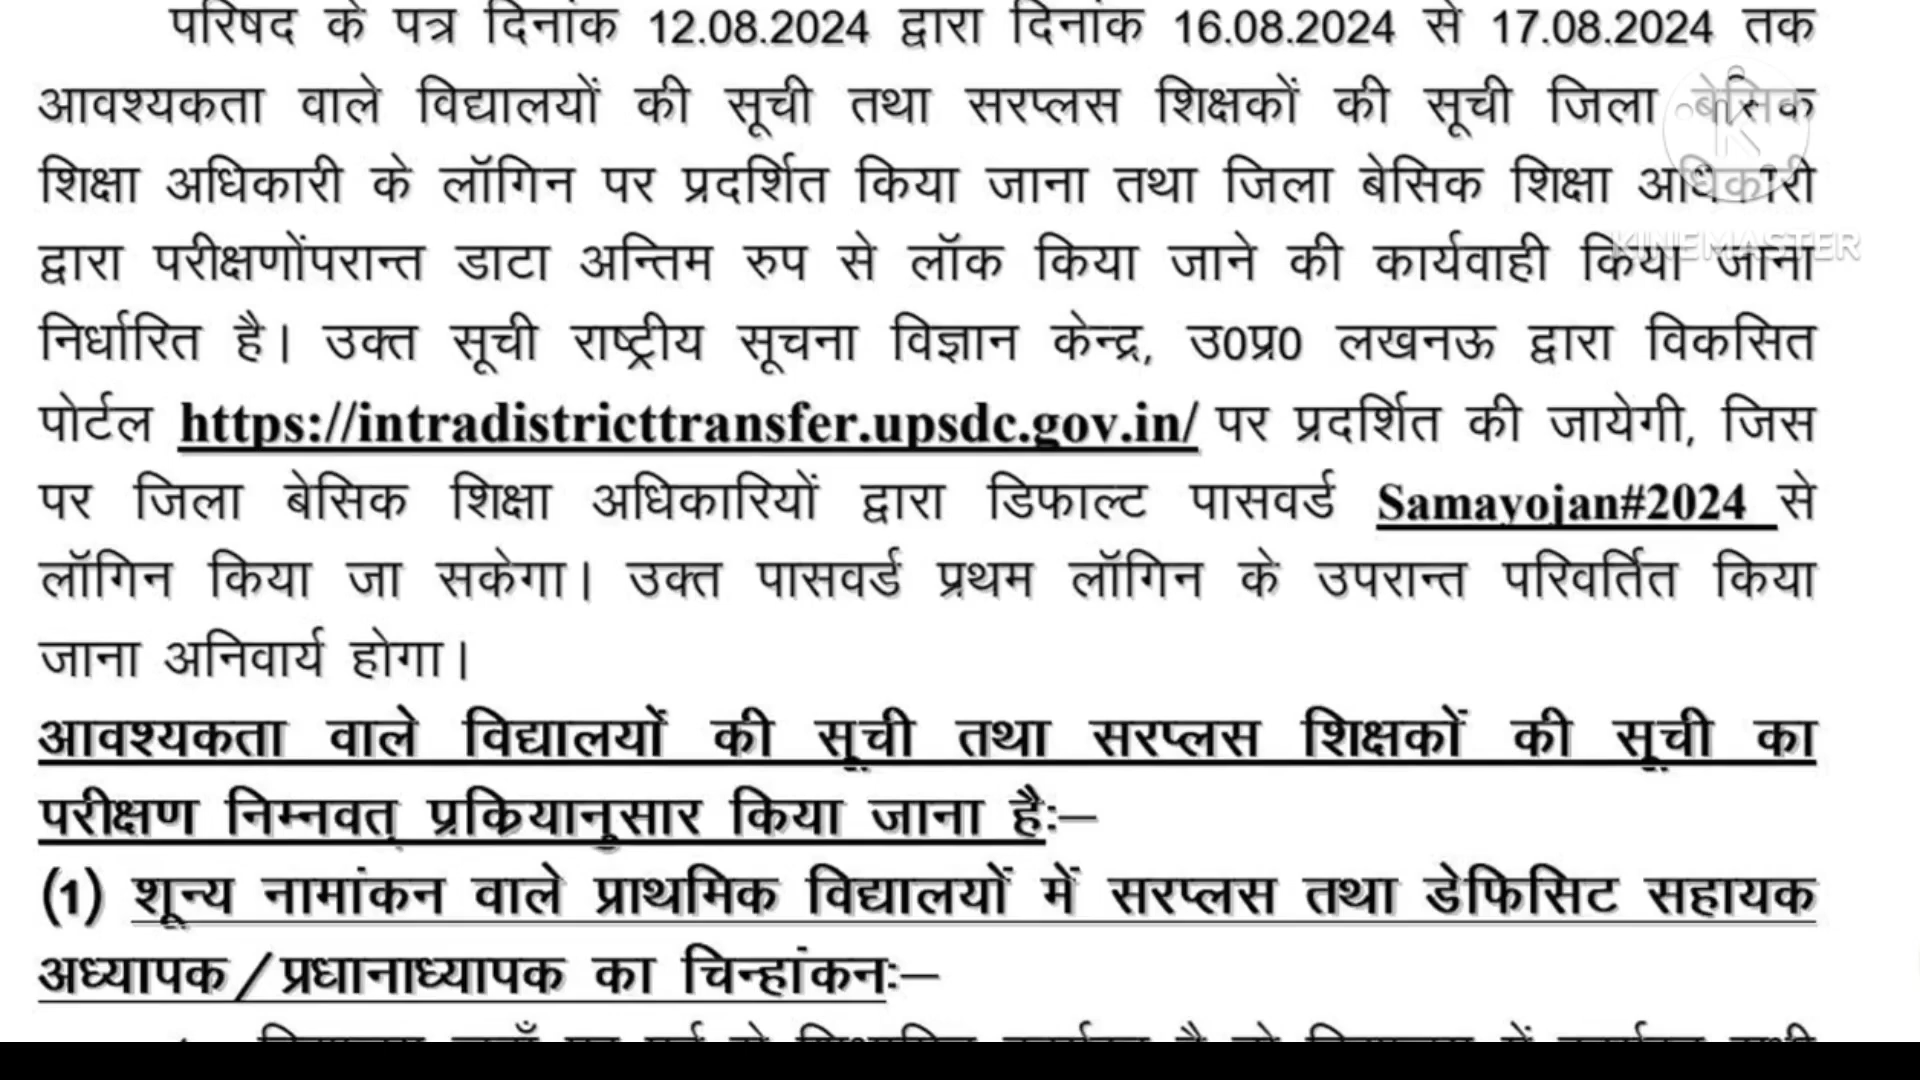 परिषद के पत्र दिनांक 12.08.2024 द्वारा दिनांक 16.08.2024 से 17.08.2024 तक
आवश्यकता वाले विद्यालयों की सूची तथा सरप्लस शिक्षकों की सूची जिला बेसिक
शिक्षा अधिकारी के लॉगिन पर प्रदर्शित किया जाना तथा जिला बेसिक शिक्षा अधिकारी
द्वारा परीक्षणोंपरान्त डाटा अन्तिम रुप से लॉक किया जाने की कार्यवाही किया जाना
KINEMASTER
निर्धारित है। उक्त सूची राष्ट्रीय सूचना विज्ञान केन्द्र, उ0प्र0 लखनऊ द्वारा विकसित
पोर्टल https://intradistricttransfer.upsdc.gov.in/ पर प्रदर्शित की जायेगी, जिस
पर जिला बेसिक शिक्षा अधिकारियों द्वारा डिफाल्ट पासवर्ड Samayojan#2024 से
लॉगिन किया जा सकेगा। उक्त पासवर्ड प्रथम लॉगिन के उपरान्त परिवर्तित किया
जाना अनिवार्य होगा।
आवश्यकता वाले विद्यालयों की सूची तथा सरप्लस शिक्षकों की सूची का
परीक्षण निम्नवत् प्रकियानुसार किया जाना है:—
(1) शून्य नामांकन वाले प्राथमिक विद्यालयों में सरप्लस तथा डेफिसिट सहायक
अध्यापक/प्रधानाध्यापक का चिन्हांकन:—